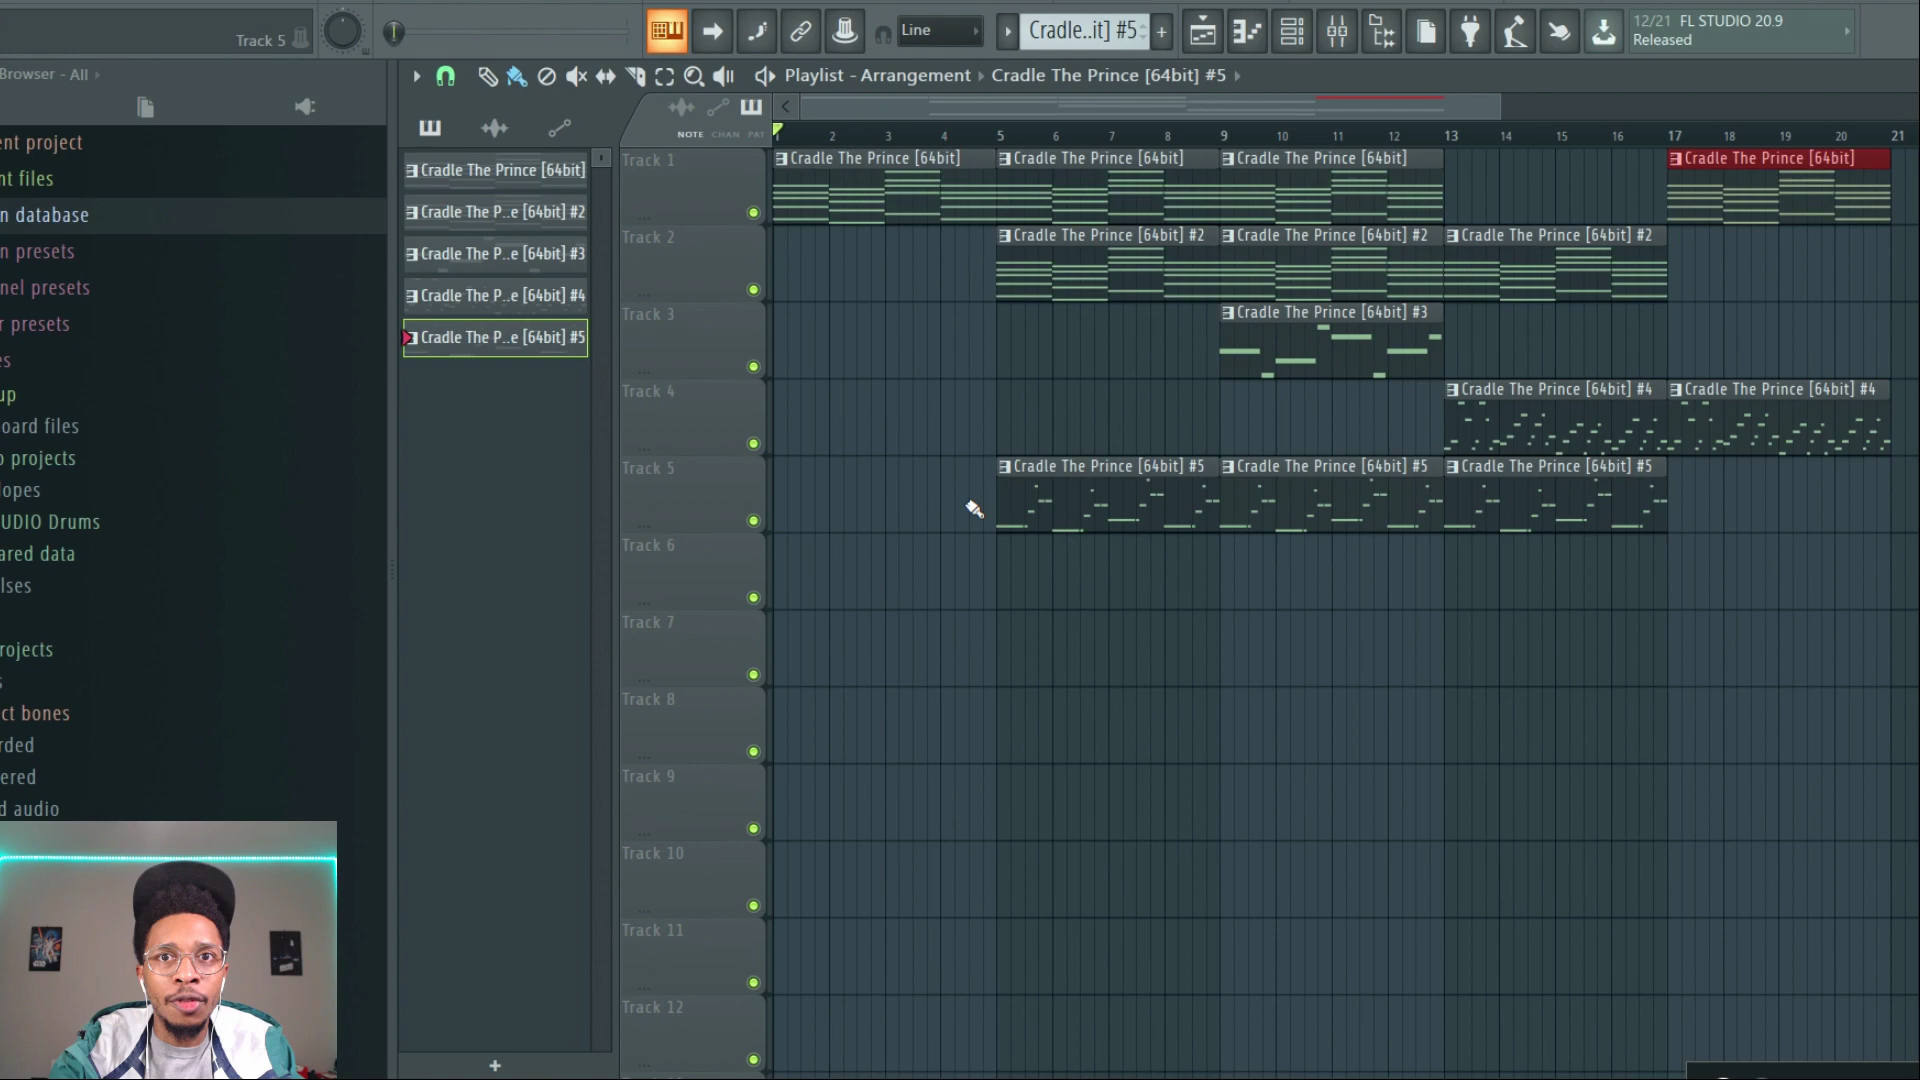 Track 5
Line
Cradle..it] #5
+
12/21 FL STUDIO 20.9
Released
Browser - All
Playlist - Arrangement
Cradle The Prince [64bit] #5
NOTE CHAN PAT
1 2 3 4 5 6 7 8 9 10 11 12 13 14 15 16 17 18 19 20 21
ent project
nt files
n database
n presets
nel presets
r presets
es
up
oard files
o projects
lopes
UDIO Drums
ared data
lses
rojects
s
ct bones
rded
ered
d audio
Cradle The Prince [64bit]
Cradle The P..e [64bit] #2
Cradle The P..e [64bit] #3
Cradle The P..e [64bit] #4
Cradle The P..e [64bit] #5
+
Track 1
Cradle The Prince [64bit]
Cradle The Prince [64bit]
Cradle The Prince [64bit]
Cradle The Prince [64bit]
Track 2
Cradle The Prince [64bit] #2
Cradle The Prince [64bit] #2
Cradle The Prince [64bit] #2
Track 3
Cradle The Prince [64bit] #3
Track 4
Cradle The Prince [64bit] #4
Cradle The Prince [64bit] #4
Track 5
Cradle The Prince [64bit] #5
Cradle The Prince [64bit] #5
Cradle The Prince [64bit] #5
Track 6
Track 7
Track 8
Track 9
Track 10
Track 11
Track 12